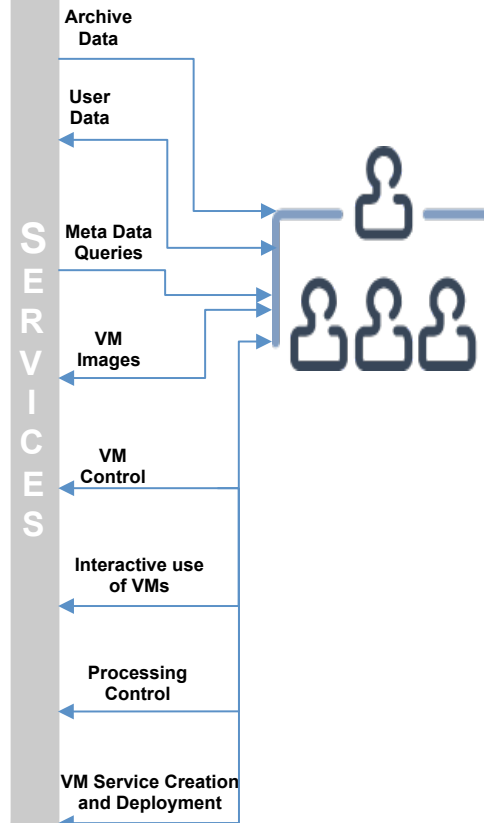 Archive
Data
User
Data
Meta Data
Queries
VM
Images
VM
Control
Interactive use
of VMs
Processing
Control
VM Service Creation
and Deployment
SERVICES